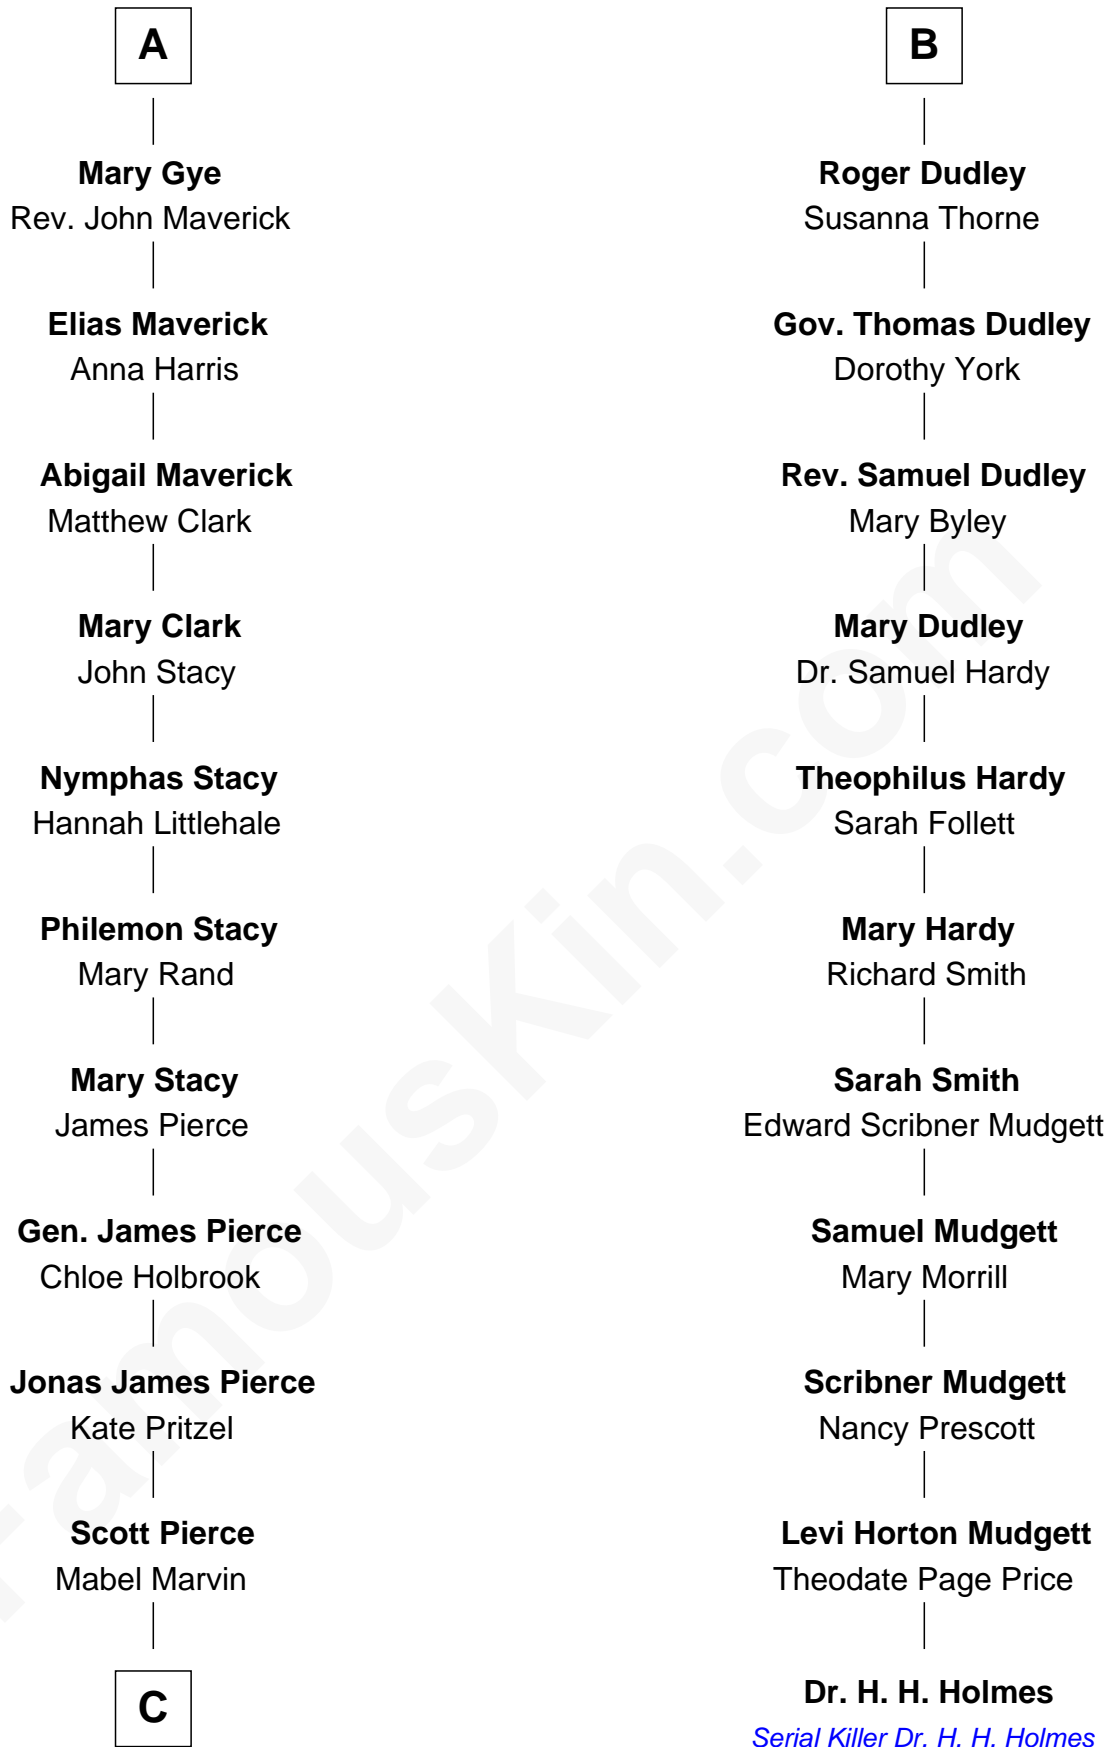 A
Mary Gye
Rev. John Maverick
Elias Maverick
Anna Harris
Abigail Maverick
Matthew Clark
Mary Clark
John Stacy
Nymphas Stacy
Hannah Littlehale
Philemon Stacy
Mary Rand
Mary Stacy
James Pierce
Gen. James Pierce
Chloe Holbrook
Jonas James Pierce
Kate Pritzel
Scott Pierce
Mabel Marvin
C
B
Roger Dudley
Susanna Thorne
Gov. Thomas Dudley
Dorothy York
Rev. Samuel Dudley
Mary Byley
Mary Dudley
Dr. Samuel Hardy
Theophilus Hardy
Sarah Follett
Mary Hardy
Richard Smith
Sarah Smith
Edward Scribner Mudgett
Samuel Mudgett
Mary Morrill
Scribner Mudgett
Nancy Prescott
Levi Horton Mudgett
Theodate Page Price
Dr. H. H. Holmes
Serial Killer Dr. H. H. Holmes
FamousKin.com